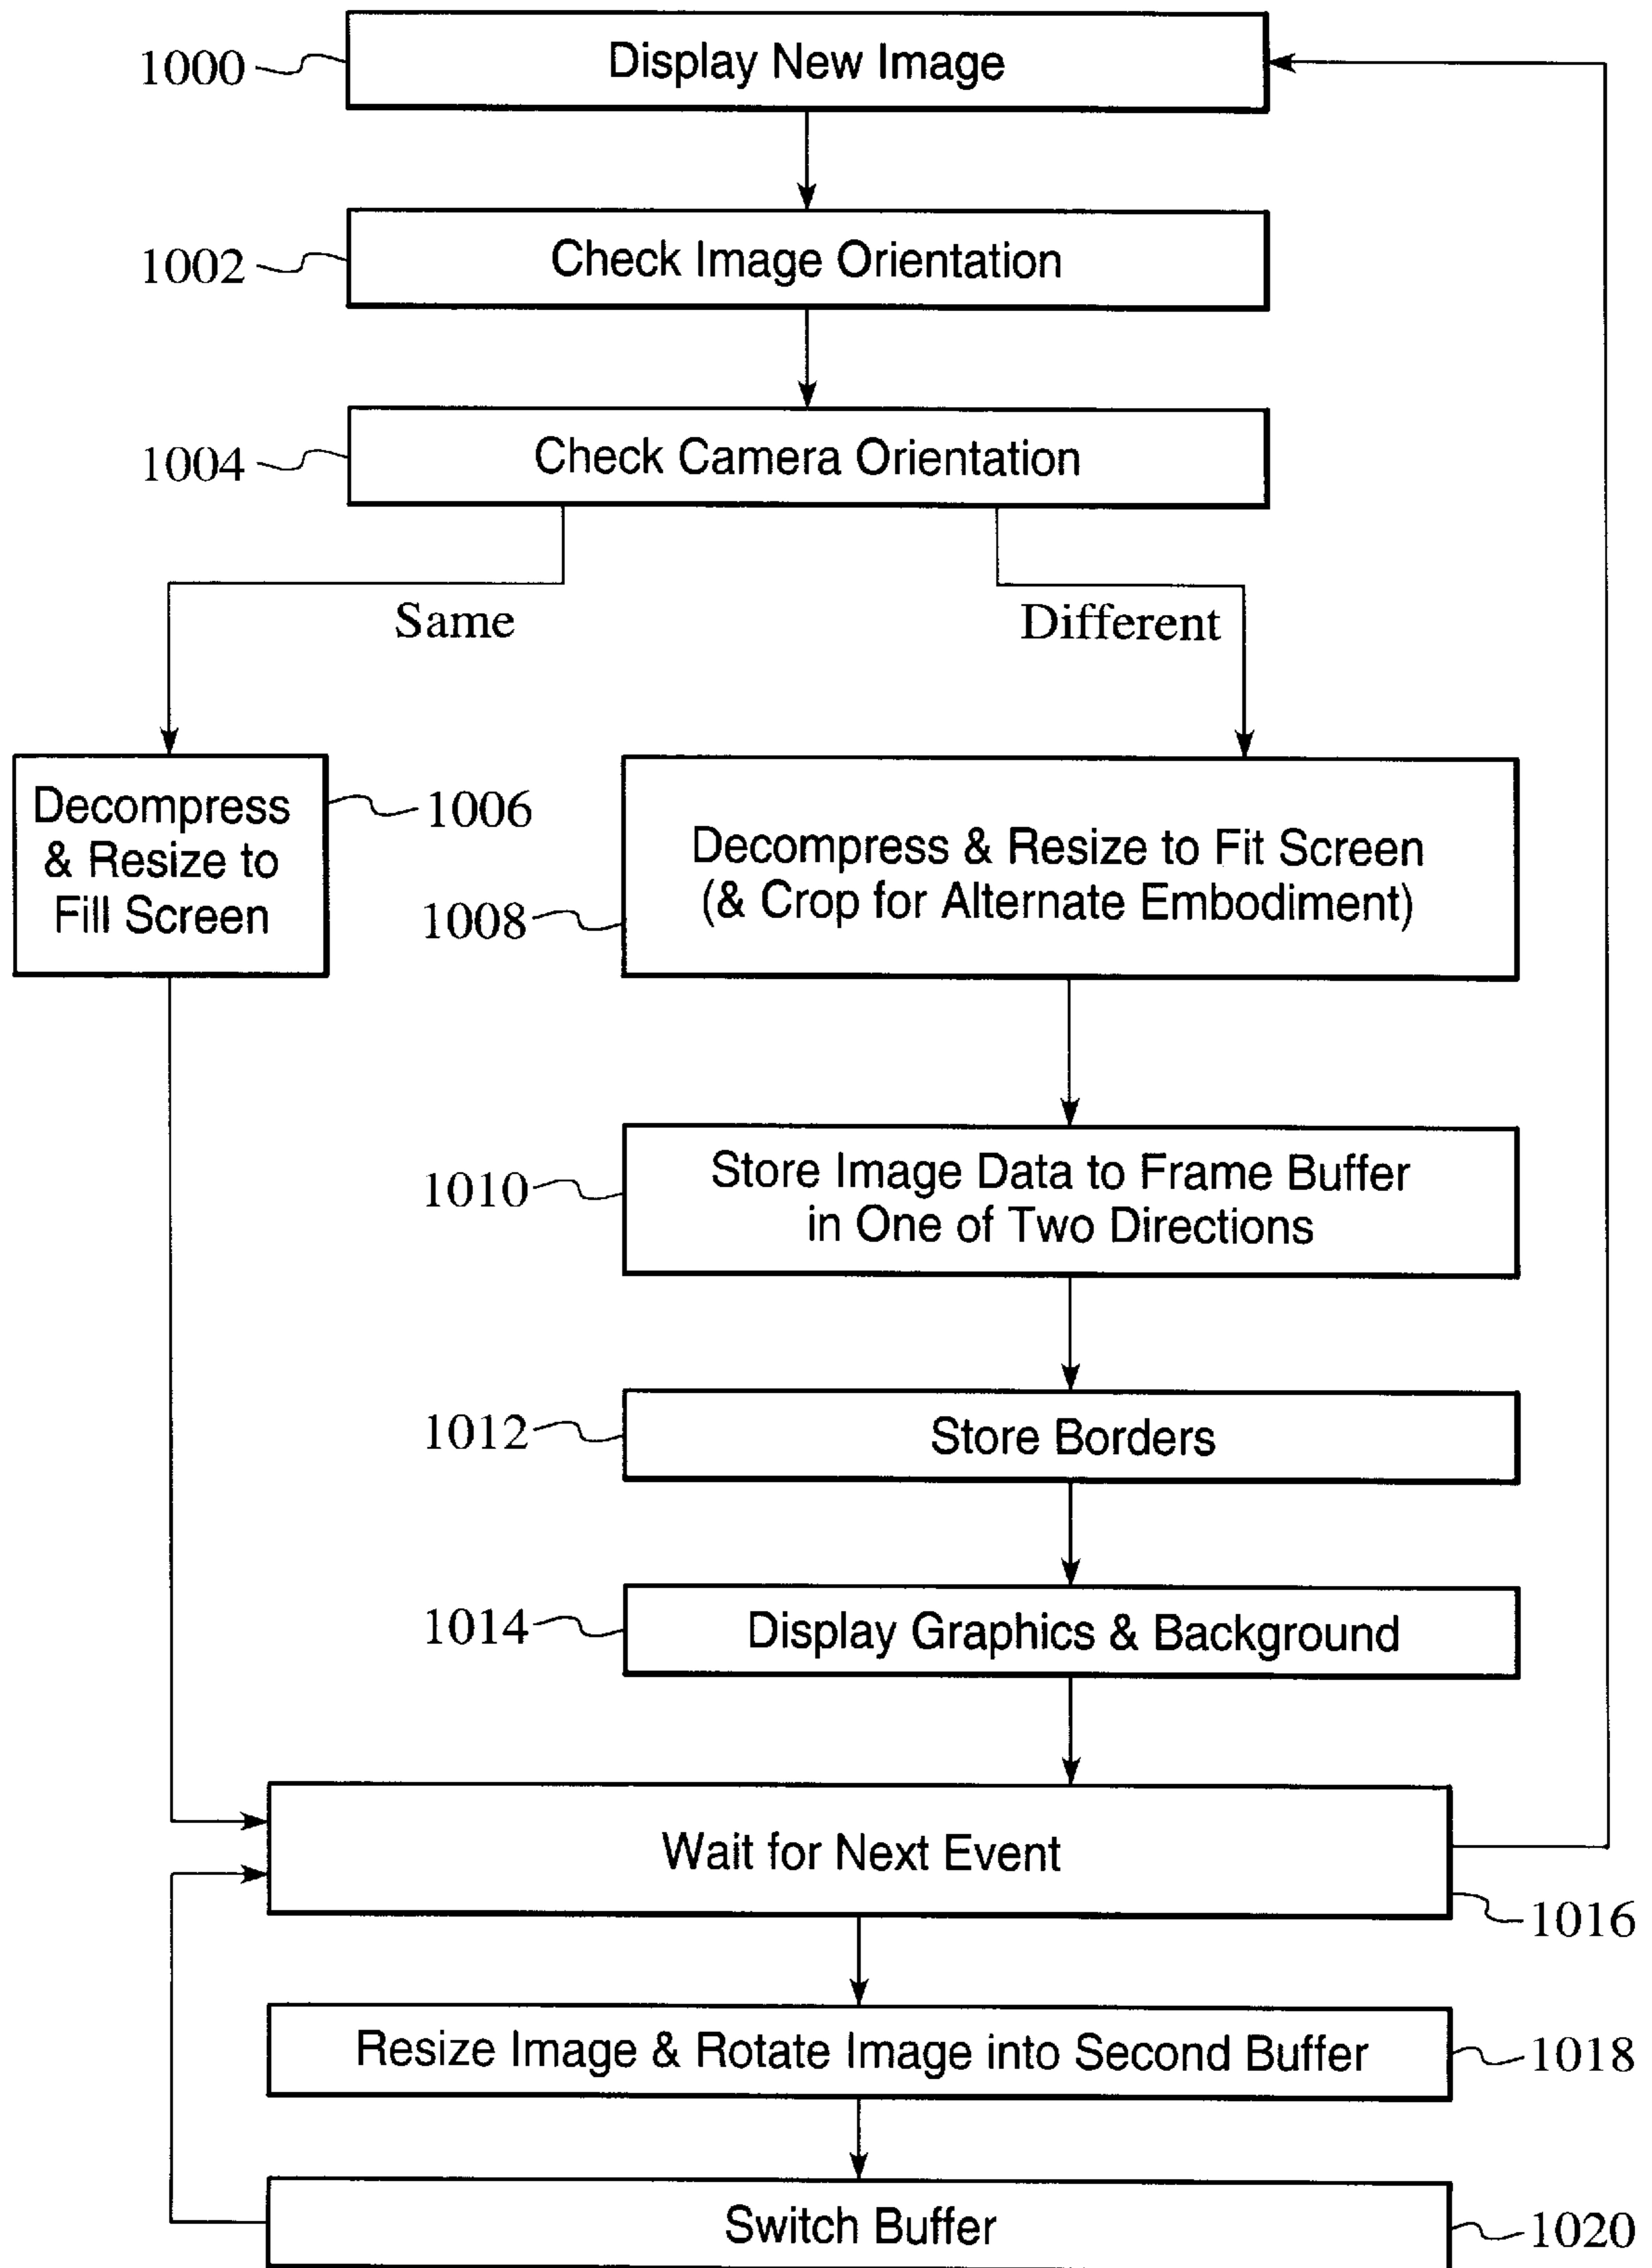 1000
Display New Image
1002
Check Image Orientation
1004
Check Camera Orientation
Same
Different
Decompress
& Resize to
Fill Screen
1006
Decompress & Resize to Fit Screen
(& Crop for Alternate Embodiment)
1008
Store Image Data to Frame Buffer
in One of Two Directions
1010
1012
Store Borders
1014
Display Graphics & Background
Wait for Next Event
1016
Resize Image & Rotate Image into Second Buffer
1018
Switch Buffer
1020